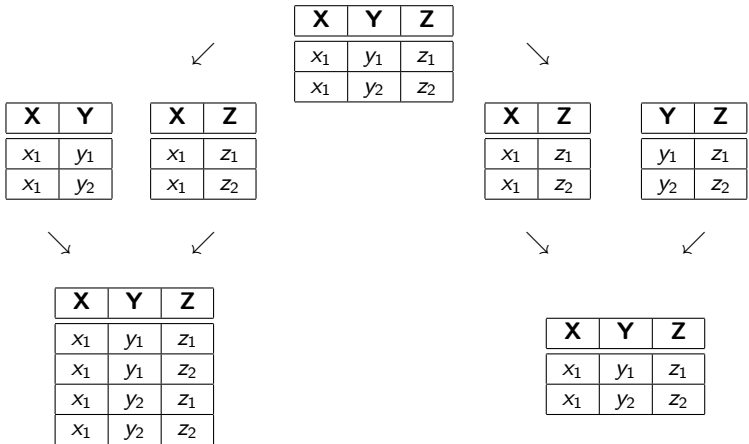 X Y Z
x₁ y₁ z₁
x₁ y₂ z₂
X Y
x₁ y₁
x₁ y₂
X Z
x₁ z₁
x₁ z₂
X Z
x₁ z₁
x₁ z₂
Y Z
y₁ z₁
y₂ z₂
X Y Z
x₁ y₁ z₁
x₁ y₁ z₂
x₁ y₂ z₁
x₁ y₂ z₂
X Y Z
x₁ y₁ z₁
x₁ y₂ z₂